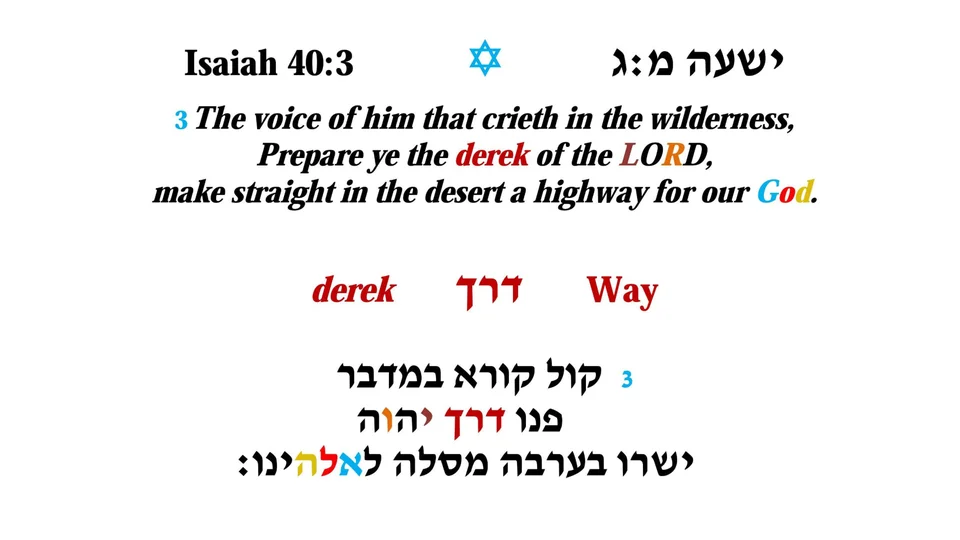 Isaiah 40:3 ✡ ישעה מ:ג
3 The voice of him that crieth in the wilderness,
Prepare ye the derek of the LORD,
make straight in the desert a highway for our God.
derek דרך Way
3 קול קורא במדבר
פנו דרך יהוה
ישרו בערבה מסלה לאלהינו: